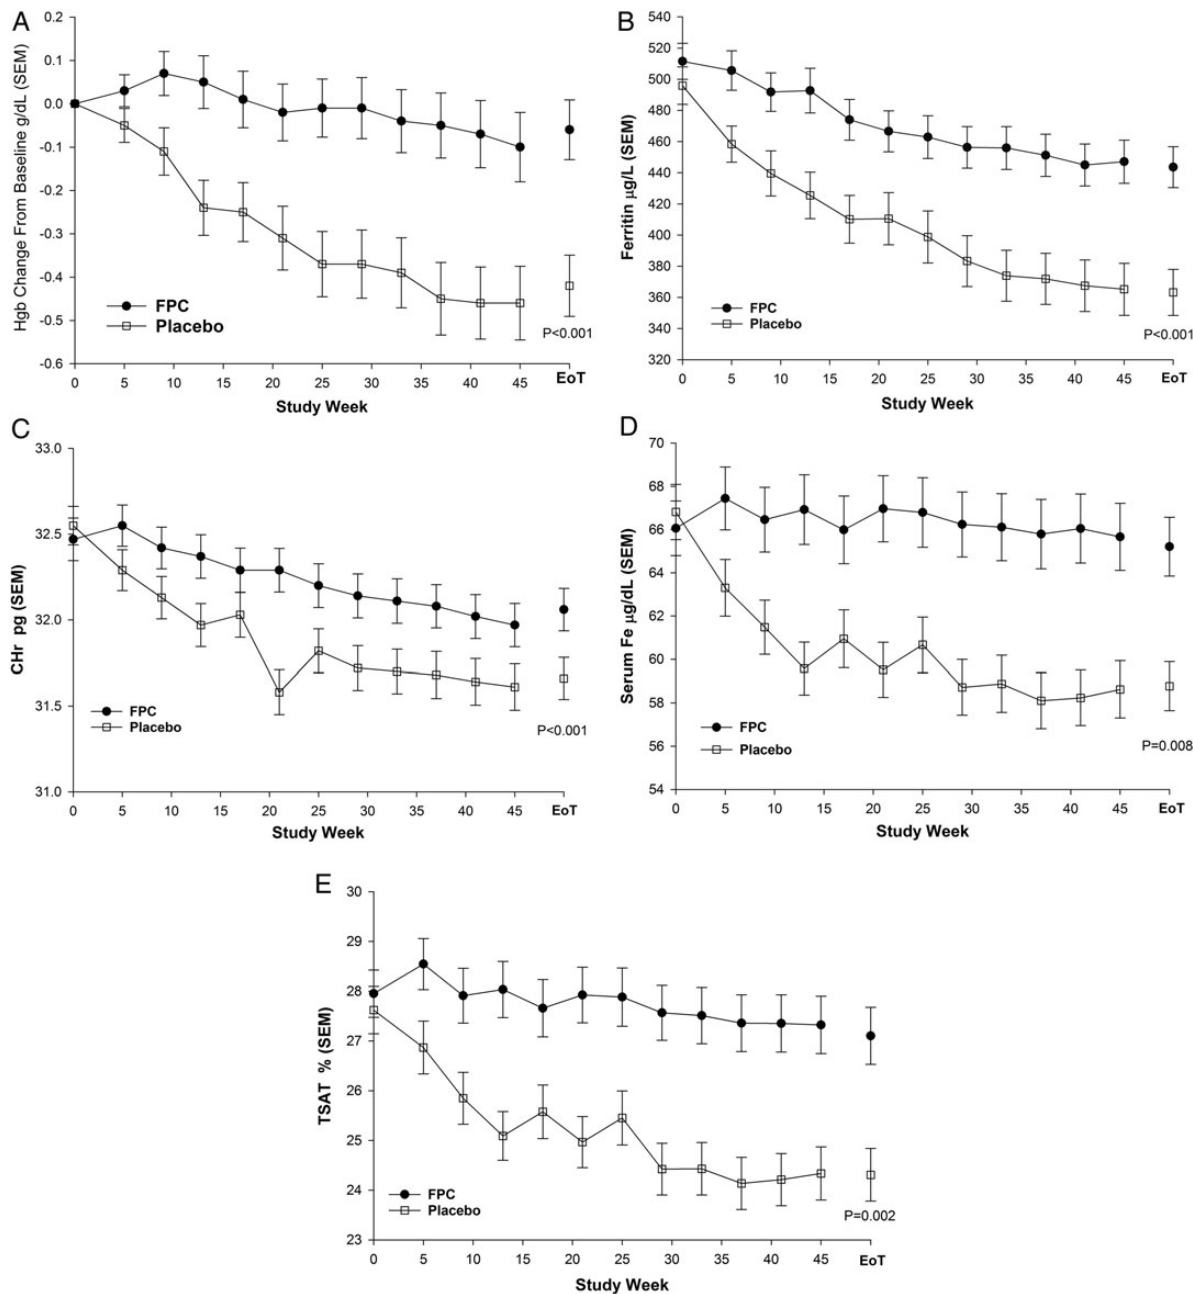 A
Hgb Change From Baseline g/dL (SEM)
0.2
0.1
0.0
-0.1
-0.2
-0.3
-0.4
-0.5
-0.6
FPC
Placebo
P<0.001
0 5 10 15 20 25 30 35 40 45 EoT
Study Week
B
Ferritin μg/L (SEM)
540
520
500
480
460
440
420
400
380
360
340
320
FPC
Placebo
P<0.001
0 5 10 15 20 25 30 35 40 45 EoT
Study Week
C
CHr pg (SEM)
33.0
32.5
32.0
31.5
31.0
FPC
Placebo
P<0.001
0 5 10 15 20 25 30 35 40 45 EoT
Study Week
D
Serum Fe μg/dL (SEM)
70
68
66
64
62
60
58
56
54
FPC
Placebo
P=0.008
0 5 10 15 20 25 30 35 40 45 EoT
Study Week
E
TSAT % (SEM)
30
29
28
27
26
25
24
23
FPC
Placebo
P=0.002
0 5 10 15 20 25 30 35 40 45 EoT
Study Week